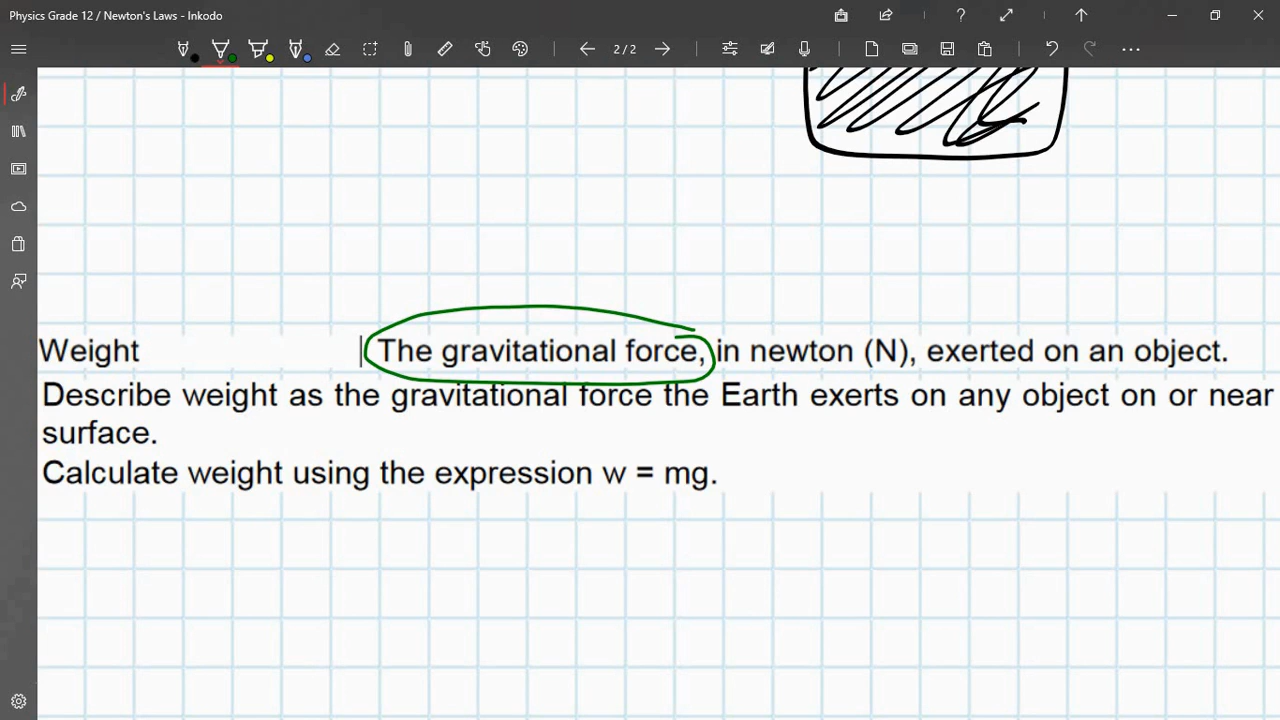 Physics Grade 12 / Newton's Laws - Inkodo
2 / 2
Weight The gravitational force, in newton (N), exerted on an object.
Describe weight as the gravitational force the Earth exerts on any object on or near
surface.
Calculate weight using the expression w = mg.